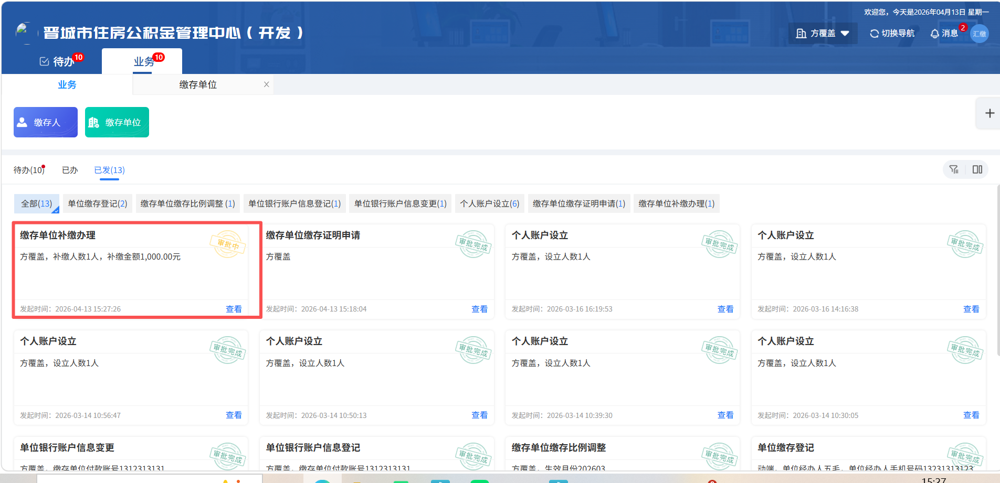 欢迎您，今天是2026年04月13日 星期一
晋城市住房公积金管理中心（开发）
方覆盖
切换导航
消息 2
汇缴
待办 10
业务 10
业务
缴存单位
缴存人
缴存单位
待办(10)
已办
已发(13)
全部(13)
单位缴存登记(2)
缴存单位缴存比例调整 (1)
单位银行账户信息登记(1)
单位银行账户信息变更(1)
个人账户设立(6)
缴存单位缴存证明申请(1)
缴存单位补缴办理(1)
缴存单位补缴办理
审批中
方覆盖，补缴人数1人，补缴金额1,000.00元
发起时间：2026-04-13 15:27:26
查看
缴存单位缴存证明申请
审批完成
方覆盖
发起时间：2026-04-13 15:18:04
查看
个人账户设立
审批完成
方覆盖，设立人数1人
发起时间：2026-03-16 16:19:53
查看
个人账户设立
审批完成
方覆盖，设立人数1人
发起时间：2026-03-16 14:16:38
查看
个人账户设立
审批完成
方覆盖，设立人数1人
发起时间：2026-03-14 10:56:47
查看
个人账户设立
审批完成
方覆盖，设立人数1人
发起时间：2026-03-14 10:50:13
查看
个人账户设立
审批完成
方覆盖，设立人数1人
发起时间：2026-03-14 10:39:30
查看
个人账户设立
审批完成
方覆盖，设立人数1人
发起时间：2026-03-14 10:30:05
查看
单位银行账户信息变更
审批完成
方覆盖，缴存单位付款账号1312313131
单位银行账户信息登记
审批完成
方覆盖，缴存单位付款账号1312313131
缴存单位缴存比例调整
审批完成
方覆盖，生效月份202603
单位缴存登记
审批完成
动端，单位经办人五毛，单位经办人手机号码13231313123
15:27